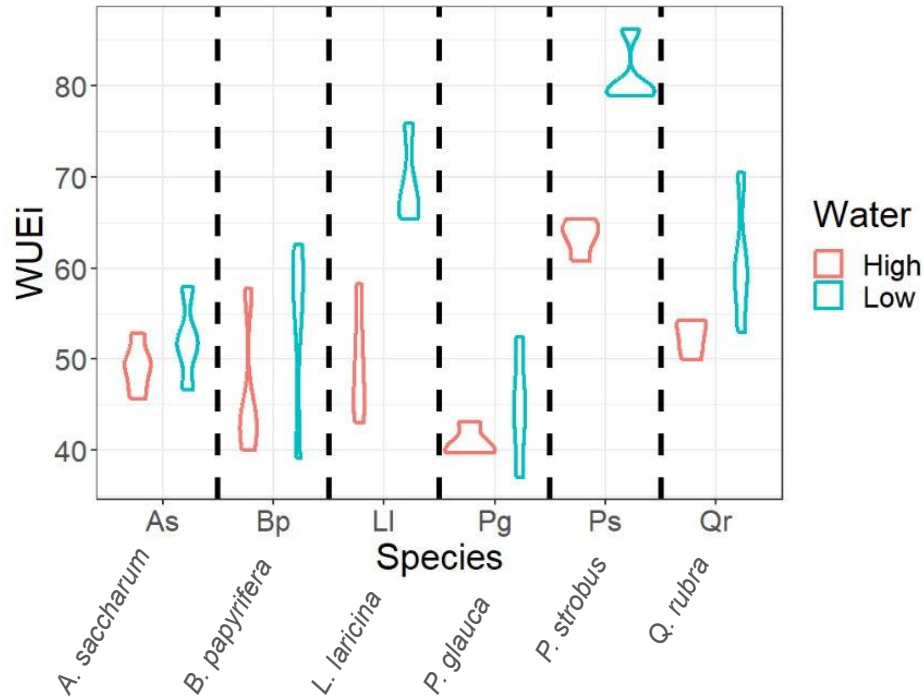 WUEi
80
70
60
50
40
As Bp Ll Pg Ps Qr
Species
A. saccharum
B. papyrifera
L. laricina
P. glauca
P. strobus
Q. rubra
Water
High
Low